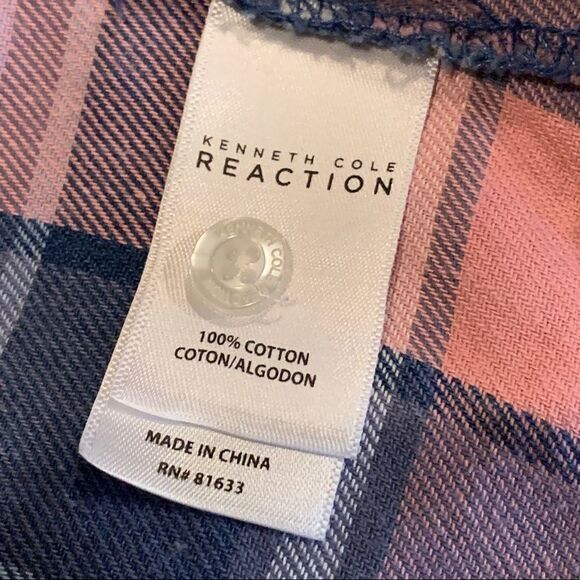 KENNETH COLE
REACTION
100% COTTON
COTON/ALGODON
MADE IN CHINA
RN# 81633